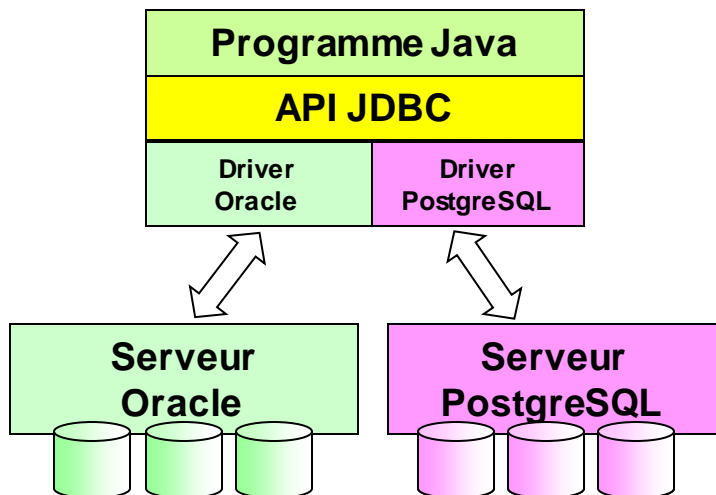 Programme Java
API JDBC
Driver
Oracle
Driver
PostgreSQL
Serveur
Oracle
Serveur
PostgreSQL